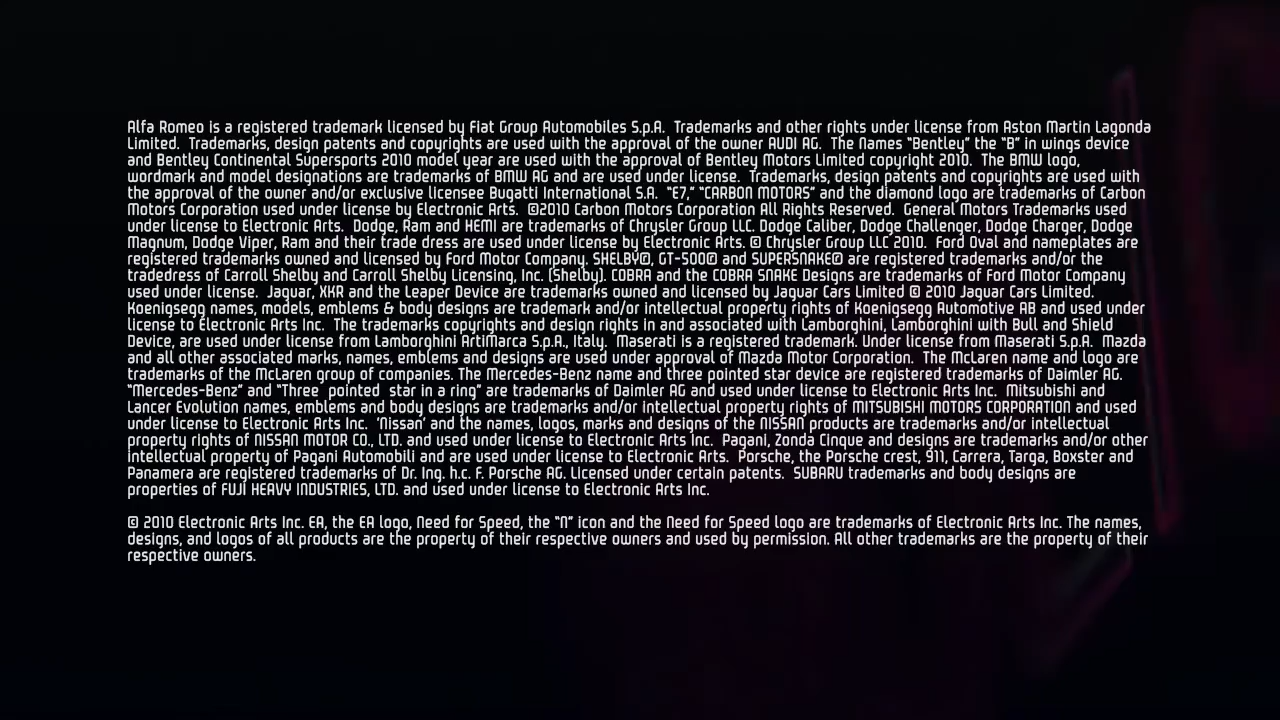 Alfa Romeo is a registered trademark licensed by Fiat Group Automobiles S.p.A.  Trademarks and other rights under license from Aston Martin Lagonda
Limited.  Trademarks, design patents and copyrights are used with the approval of the owner AUDI AG.  The Names "Bentley" the "B" in wings device
and Bentley Continental Supersports 2010 model year are used with the approval of Bentley Motors Limited copyright 2010.  The BMW logo,
wordmark and model designations are trademarks of BMW AG and are used under license.  Trademarks, design patents and copyrights are used with
the approval of the owner and/or exclusive licensee Bugatti International S.A.  "E7," "CARBON MOTORS" and the diamond logo are trademarks of Carbon
Motors Corporation used under license by Electronic Arts.  ©2010 Carbon Motors Corporation All Rights Reserved.  General Motors Trademarks used
under license to Electronic Arts.  Dodge, Ram and HEMI are trademarks of Chrysler Group LLC. Dodge Caliber, Dodge Challenger, Dodge Charger, Dodge
Magnum, Dodge Viper, Ram and their trade dress are used under license by Electronic Arts. © Chrysler Group LLC 2010.  Ford Oval and nameplates are
registered trademarks owned and licensed by Ford Motor Company. SHELBY®, GT-500® and SUPERSNAKE® are registered trademarks and/or the
tradedress of Carroll Shelby and Carroll Shelby Licensing, Inc. (Shelby). COBRA and the COBRA SNAKE Designs are trademarks of Ford Motor Company
used under license.  Jaguar, XKR and the Leaper Device are trademarks owned and licensed by Jaguar Cars Limited © 2010 Jaguar Cars Limited.
Koenigsegg names, models, emblems & body designs are trademark and/or intellectual property rights of Koenigsegg Automotive AB and used under
license to Electronic Arts Inc.  The trademarks copyrights and design rights in and associated with Lamborghini, Lamborghini with Bull and Shield
Device, are used under license from Lamborghini ArtiMarca S.p.A., Italy.  Maserati is a registered trademark. Under license from Maserati S.p.A.  Mazda
and all other associated marks, names, emblems and designs are used under approval of Mazda Motor Corporation.  The McLaren name and logo are
trademarks of the McLaren group of companies. The Mercedes-Benz name and three pointed star device are registered trademarks of Daimler AG.
"Mercedes-Benz" and "Three  pointed  star in a ring" are trademarks of Daimler AG and used under license to Electronic Arts Inc.  Mitsubishi and
Lancer Evolution names, emblems and body designs are trademarks and/or intellectual property rights of MITSUBISHI MOTORS CORPORATION and used
under license to Electronic Arts Inc.  'Nissan' and the names, logos, marks and designs of the NISSAN products are trademarks and/or intellectual
property rights of NISSAN MOTOR CO., LTD. and used under license to Electronic Arts Inc.  Pagani, Zonda Cinque and designs are trademarks and/or other
intellectual property of Pagani Automobili and are used under license to Electronic Arts.  Porsche, the Porsche crest, 911, Carrera, Targa, Boxster and
Panamera are registered trademarks of Dr. Ing. h.c. F. Porsche AG. Licensed under certain patents.  SUBARU trademarks and body designs are
properties of FUJI HEAVY INDUSTRIES, LTD. and used under license to Electronic Arts Inc.
© 2010 Electronic Arts Inc. EA, the EA logo, Need for Speed, the "N" icon and the Need for Speed logo are trademarks of Electronic Arts Inc. The names,
designs, and logos of all products are the property of their respective owners and used by permission. All other trademarks are the property of their
respective owners.